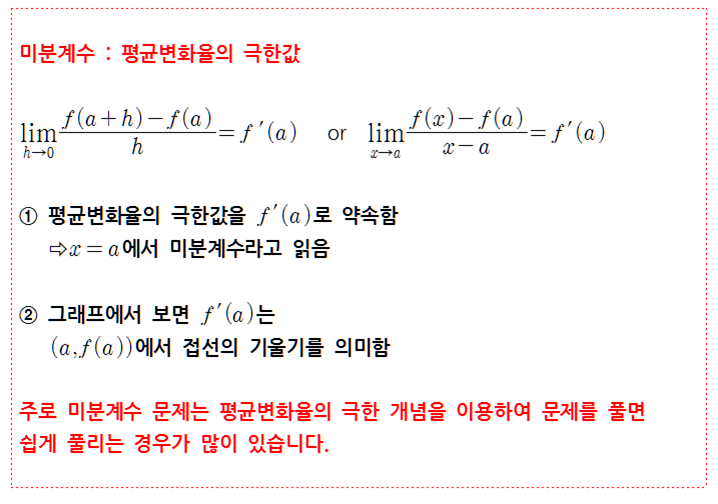 미분계수 : 평균변화율의 극한값
lim_{h→0} \frac{f(a+h)-f(a)}{h} = f′(a) or lim_{x→a} \frac{f(x)-f(a)}{x-a} = f′(a)
① 평균변화율의 극한값을 f′(a)로 약속함
⇨x=a에서 미분계수라고 읽음
② 그래프에서 보면 f′(a)는
(a,f(a))에서 접선의 기울기를 의미함
주로 미분계수 문제는 평균변화율의 극한 개념을 이용하여 문제를 풀면
쉽게 풀리는 경우가 많이 있습니다.